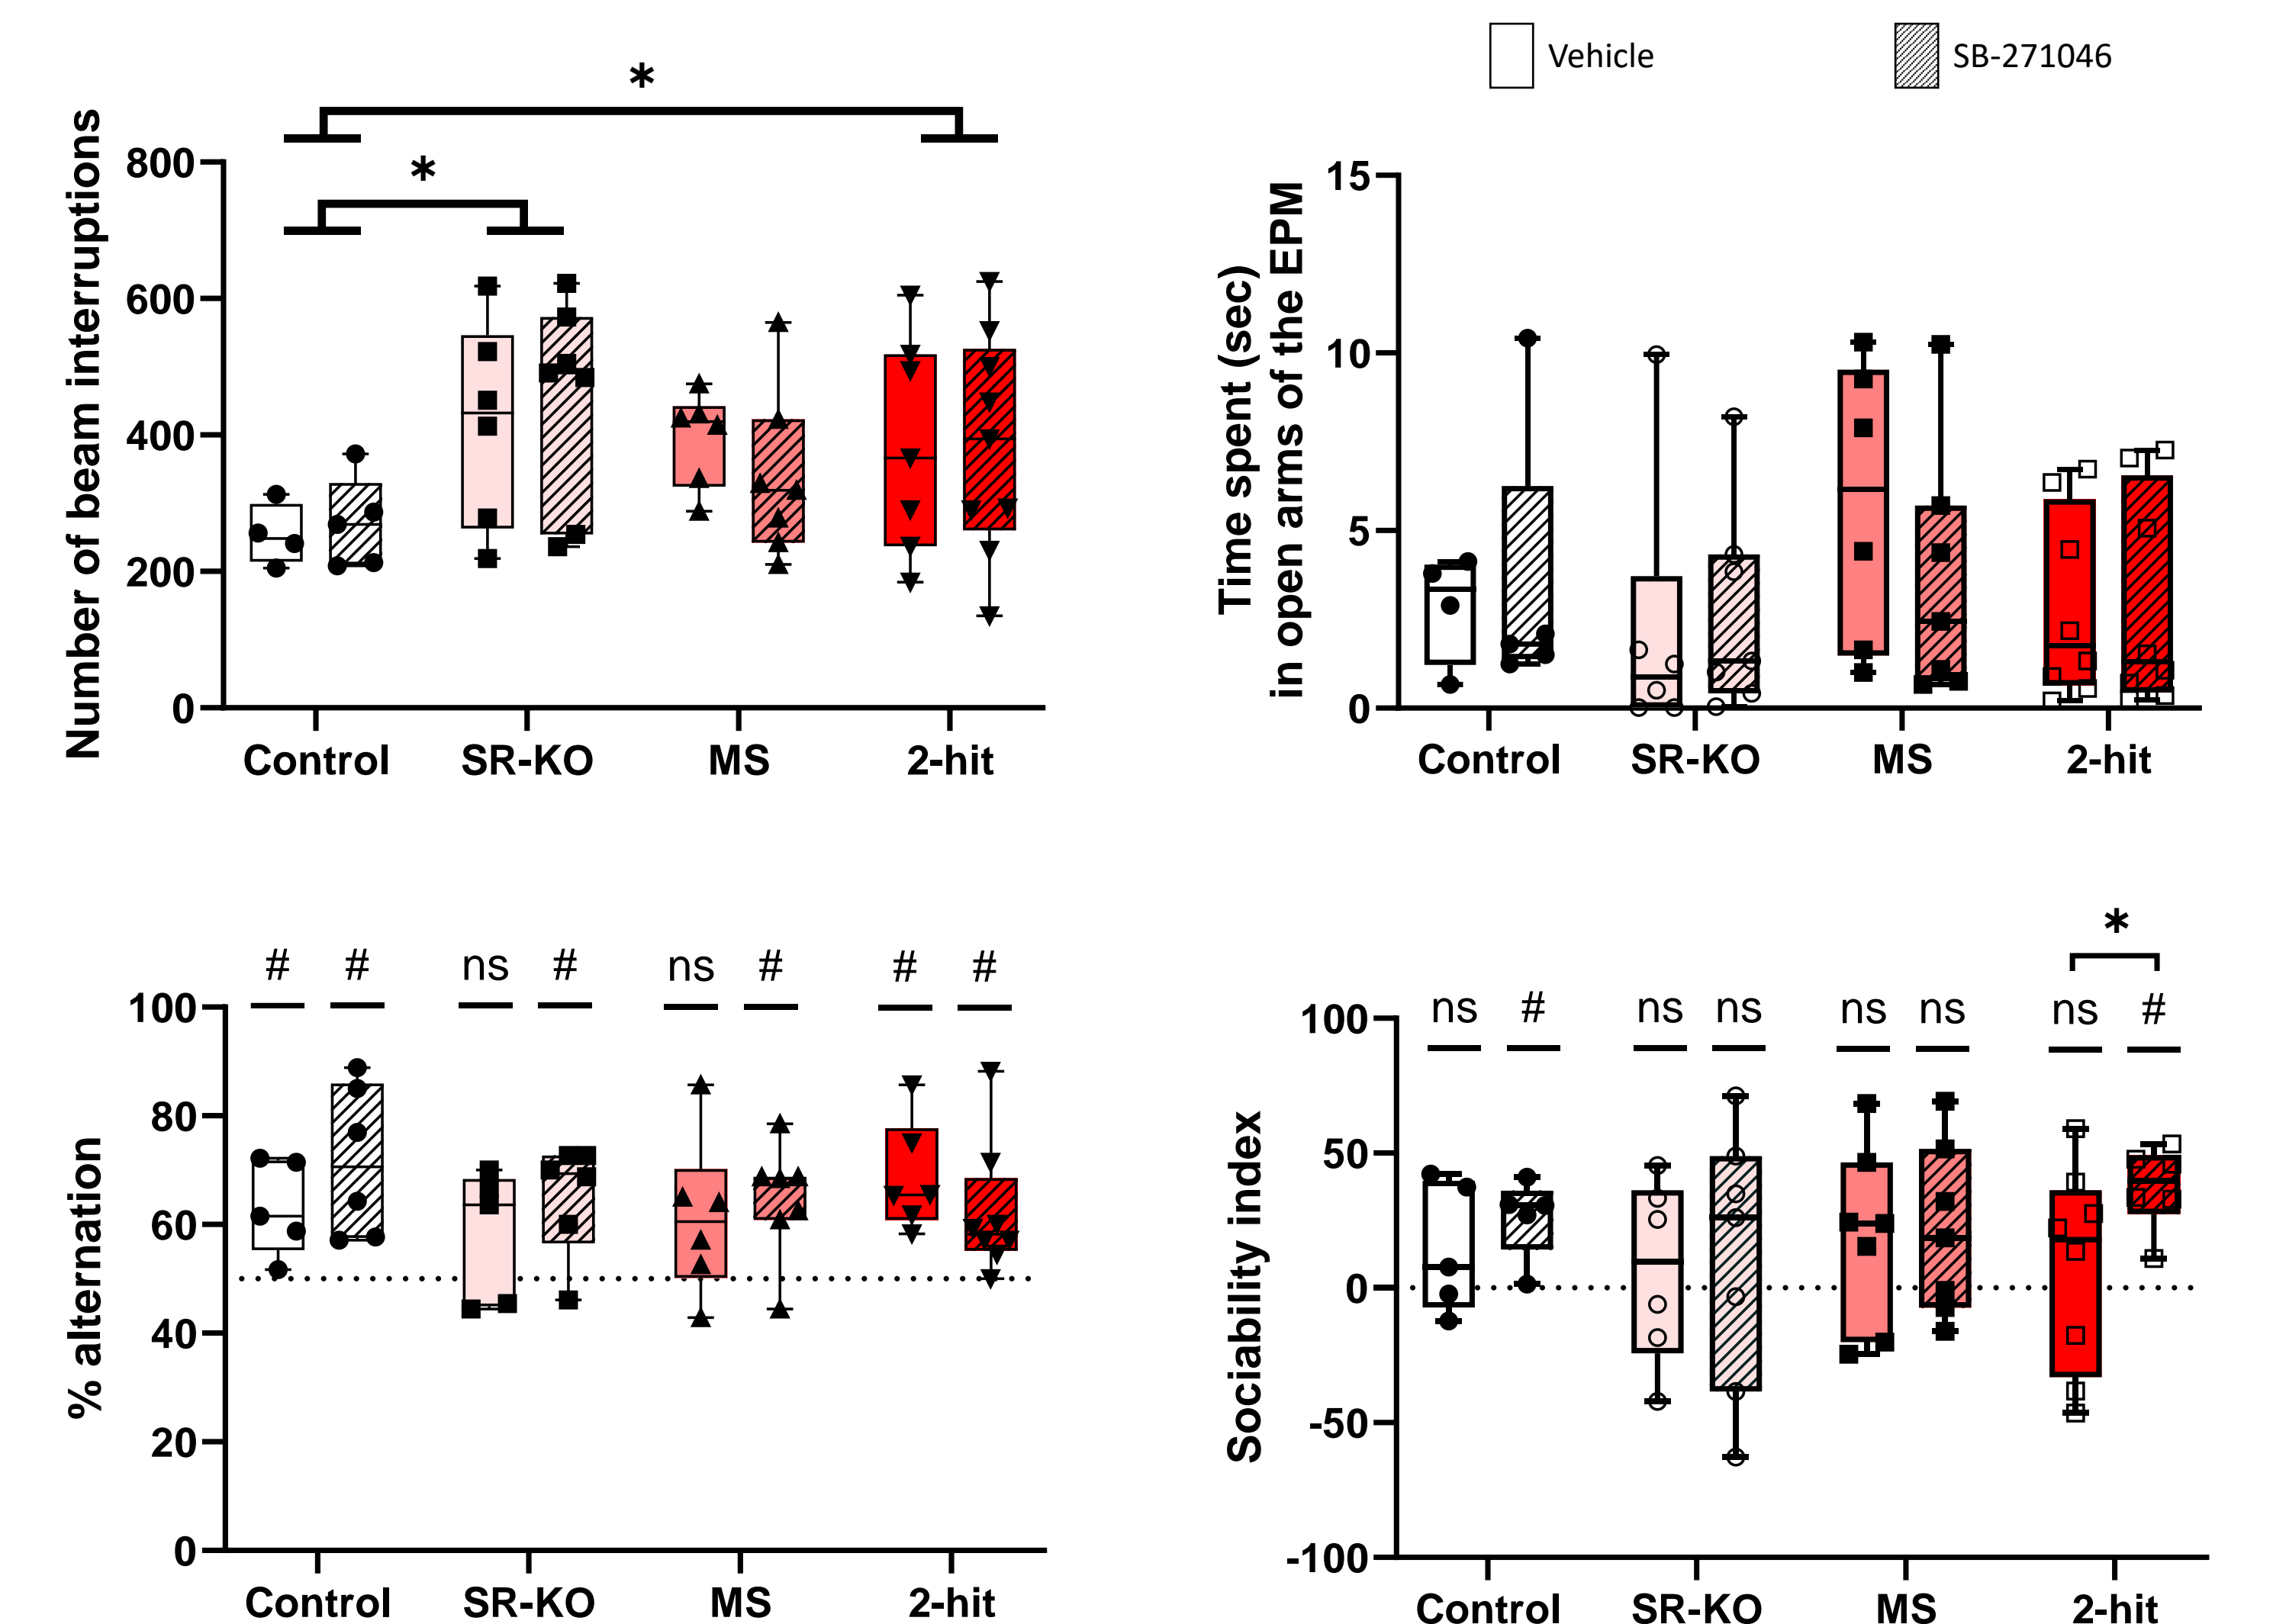 Vehicle
SB-271046
*
*
Number of beam interruptions
800
600
400
200
0
Control SR-KO MS 2-hit
Time spent (sec)
in open arms of the EPM
15
10
5
0
Control SR-KO MS 2-hit
# # ns # ns # # #
% alternation
100
80
60
40
20
0
Control SR-KO MS 2-hit
*
ns # ns ns ns ns ns #
Sociability index
100
50
0
-50
-100
Control SR-KO MS 2-hit